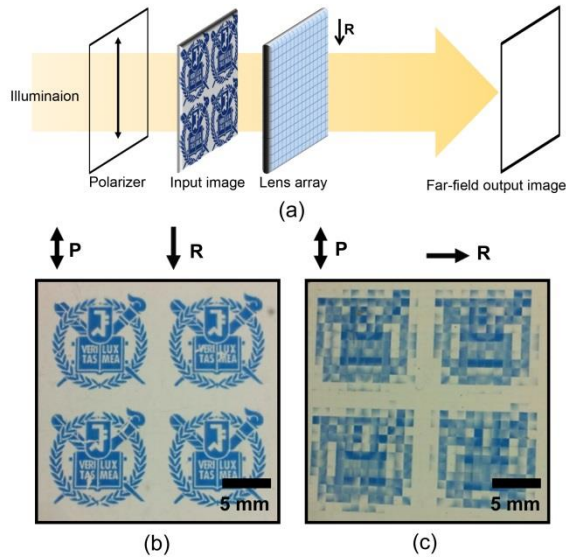 R
Illuminaion
Polarizer
Input image
Lens array
Far-field output image
(a)
P
R
P
R
VERI LUX
TAS MEA
VERI LUX
TAS MEA
VERI LUX
TAS MEA
VERI LUX
TAS MEA
5 mm
5 mm
(b)
(c)